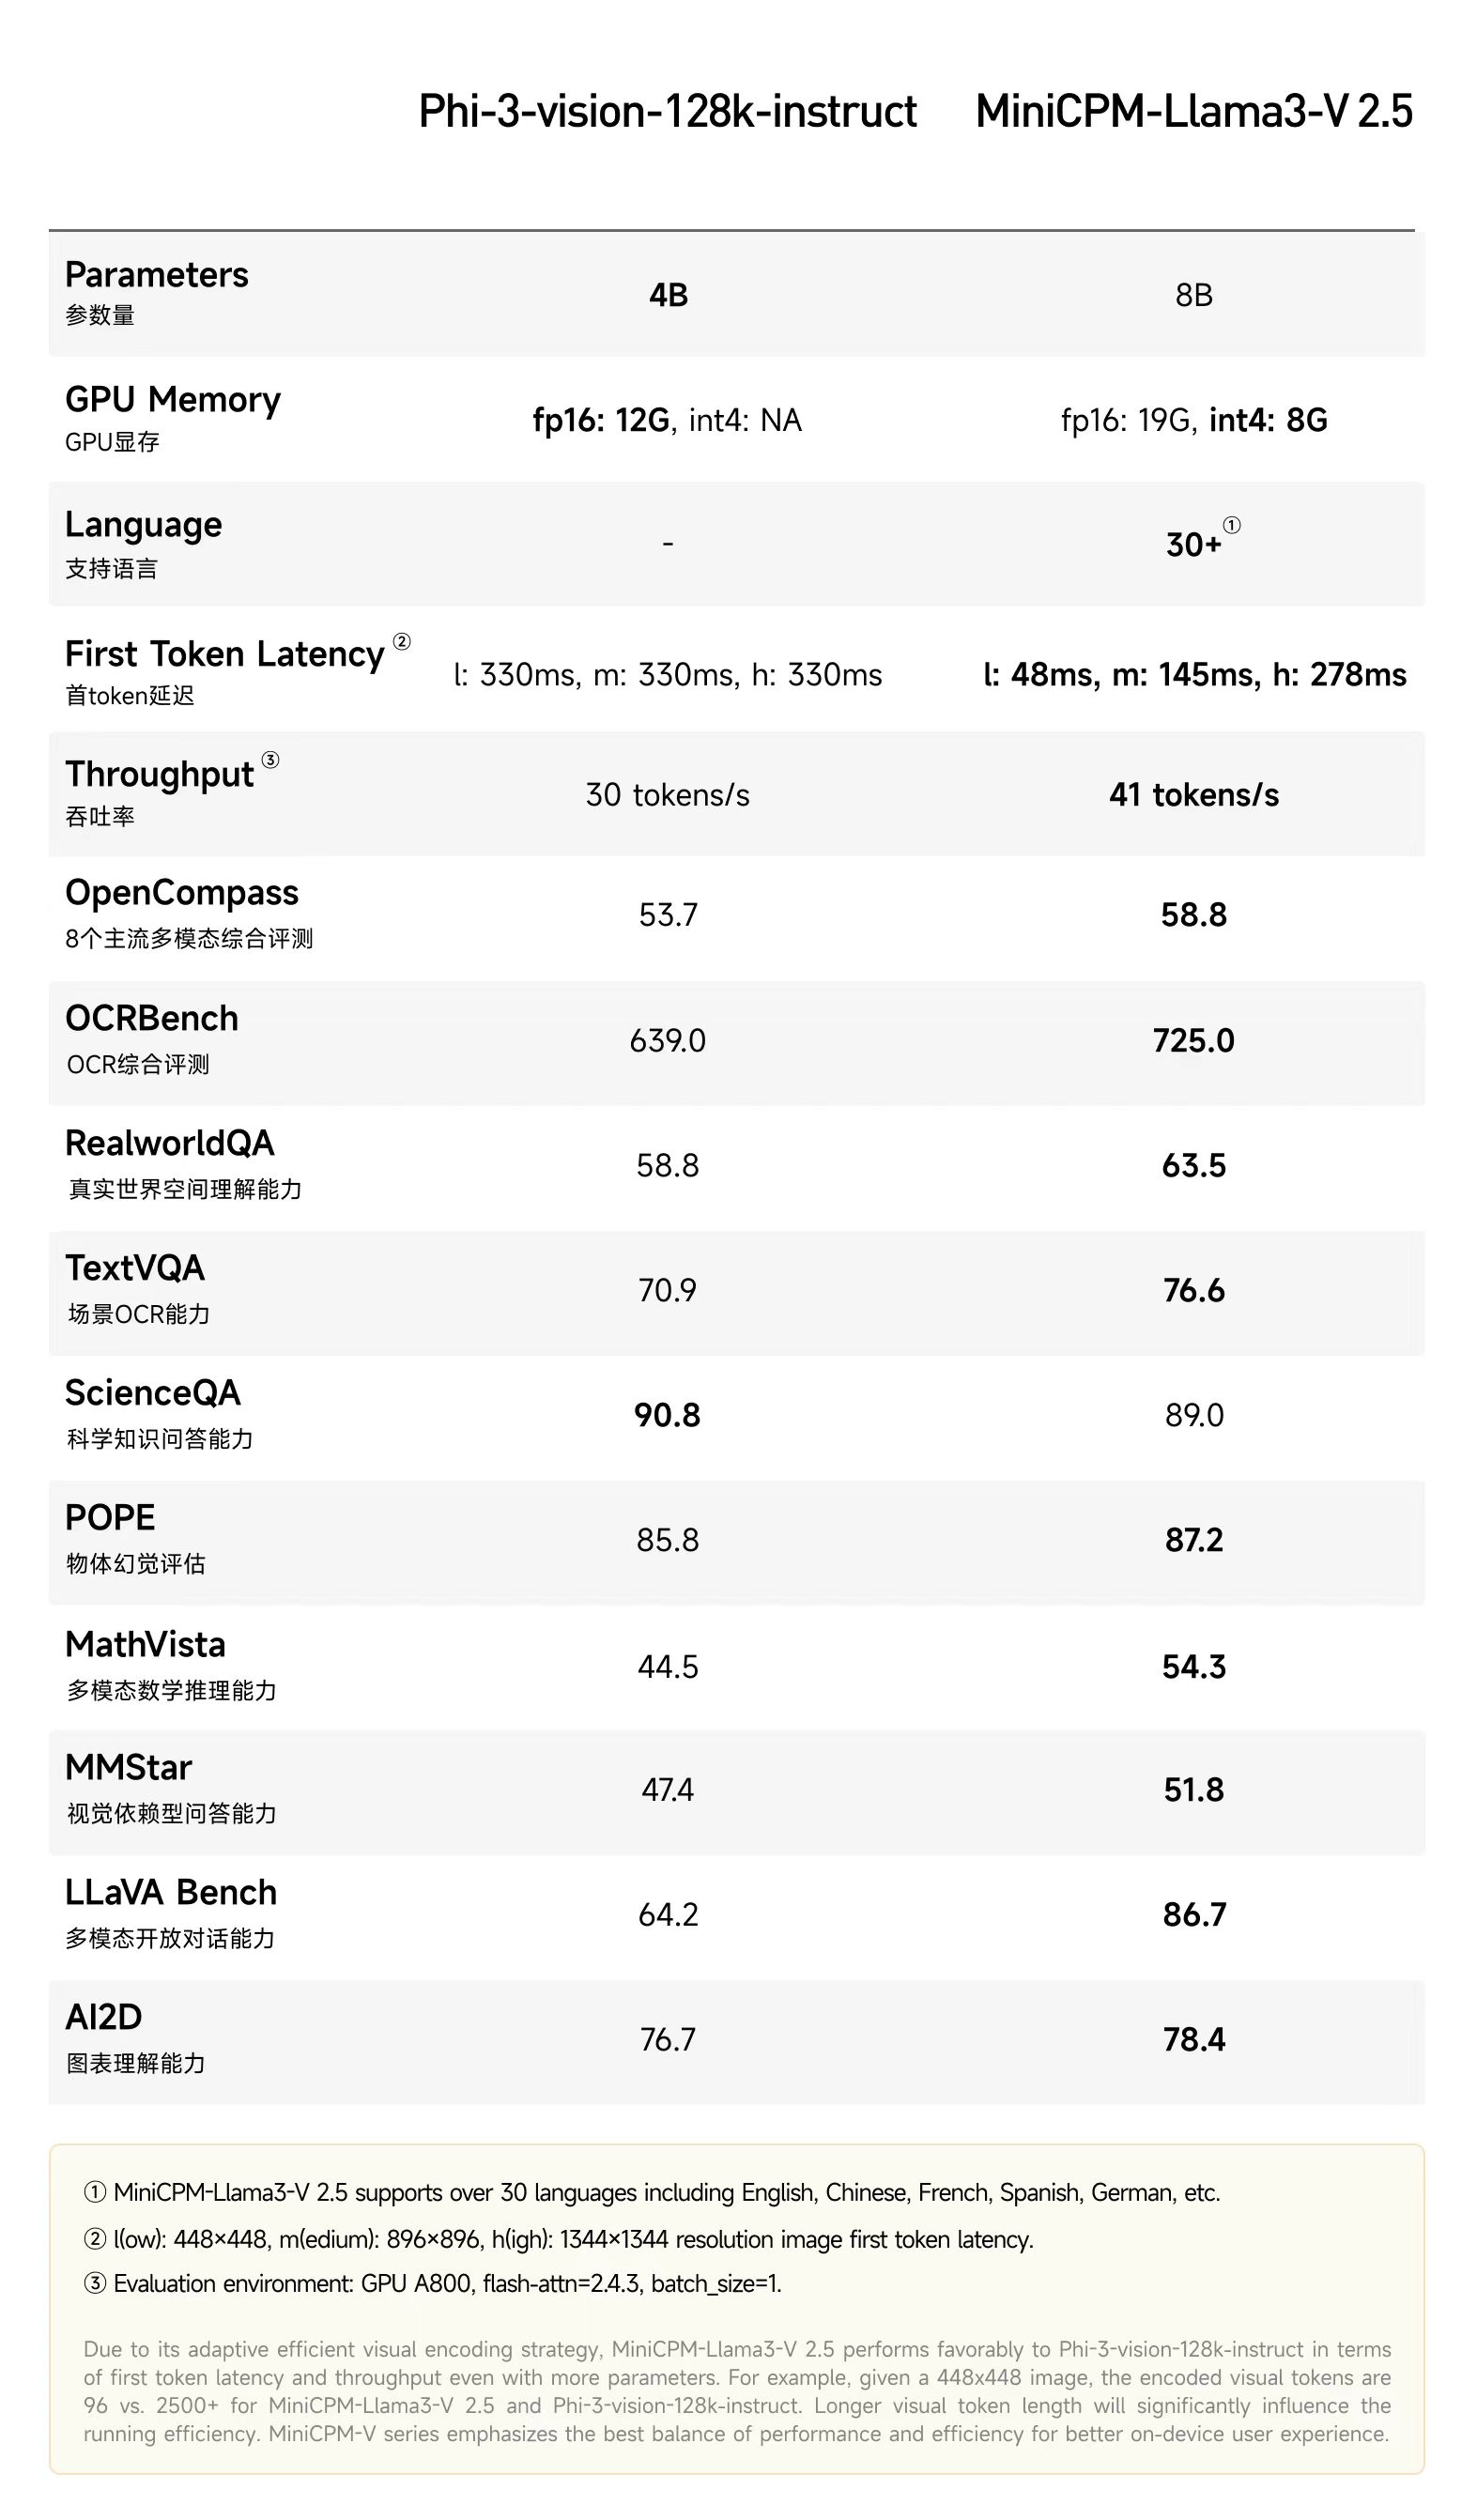 Phi-3-vision-128k-instruct MiniCPM-Llama3-V 2.5
Parameters
参数量
4B 8B
GPU Memory
GPU显存
fp16: 12G, int4: NA fp16: 19G, int4: 8G
Language
支持语言
- 30+①
First Token Latency ②
首token延迟
l: 330ms, m: 330ms, h: 330ms l: 48ms, m: 145ms, h: 278ms
Throughput ③
吞吐率
30 tokens/s 41 tokens/s
OpenCompass
8个主流多模态综合评测
53.7 58.8
OCRBench
OCR综合评测
639.0 725.0
RealworldQA
真实世界空间理解能力
58.8 63.5
TextVQA
场景OCR能力
70.9 76.6
ScienceQA
科学知识问答能力
90.8 89.0
POPE
物体幻觉评估
85.8 87.2
MathVista
多模态数学推理能力
44.5 54.3
MMStar
视觉依赖型问答能力
47.4 51.8
LLaVA Bench
多模态开放对话能力
64.2 86.7
AI2D
图表理解能力
76.7 78.4
① MiniCPM-Llama3-V 2.5 supports over 30 languages including English, Chinese, French, Spanish, German, etc.
② l(ow): 448×448, m(edium): 896×896, h(igh): 1344×1344 resolution image first token latency.
③ Evaluation environment: GPU A800, flash-attn=2.4.3, batch_size=1.
Due to its adaptive efficient visual encoding strategy, MiniCPM-Llama3-V 2.5 performs favorably to Phi-3-vision-128k-instruct in terms
of first token latency and throughput even with more parameters. For example, given a 448x448 image, the encoded visual tokens are
96 vs. 2500+ for MiniCPM-Llama3-V 2.5 and Phi-3-vision-128k-instruct. Longer visual token length will significantly influence the
running efficiency. MiniCPM-V series emphasizes the best balance of performance and efficiency for better on-device user experience.